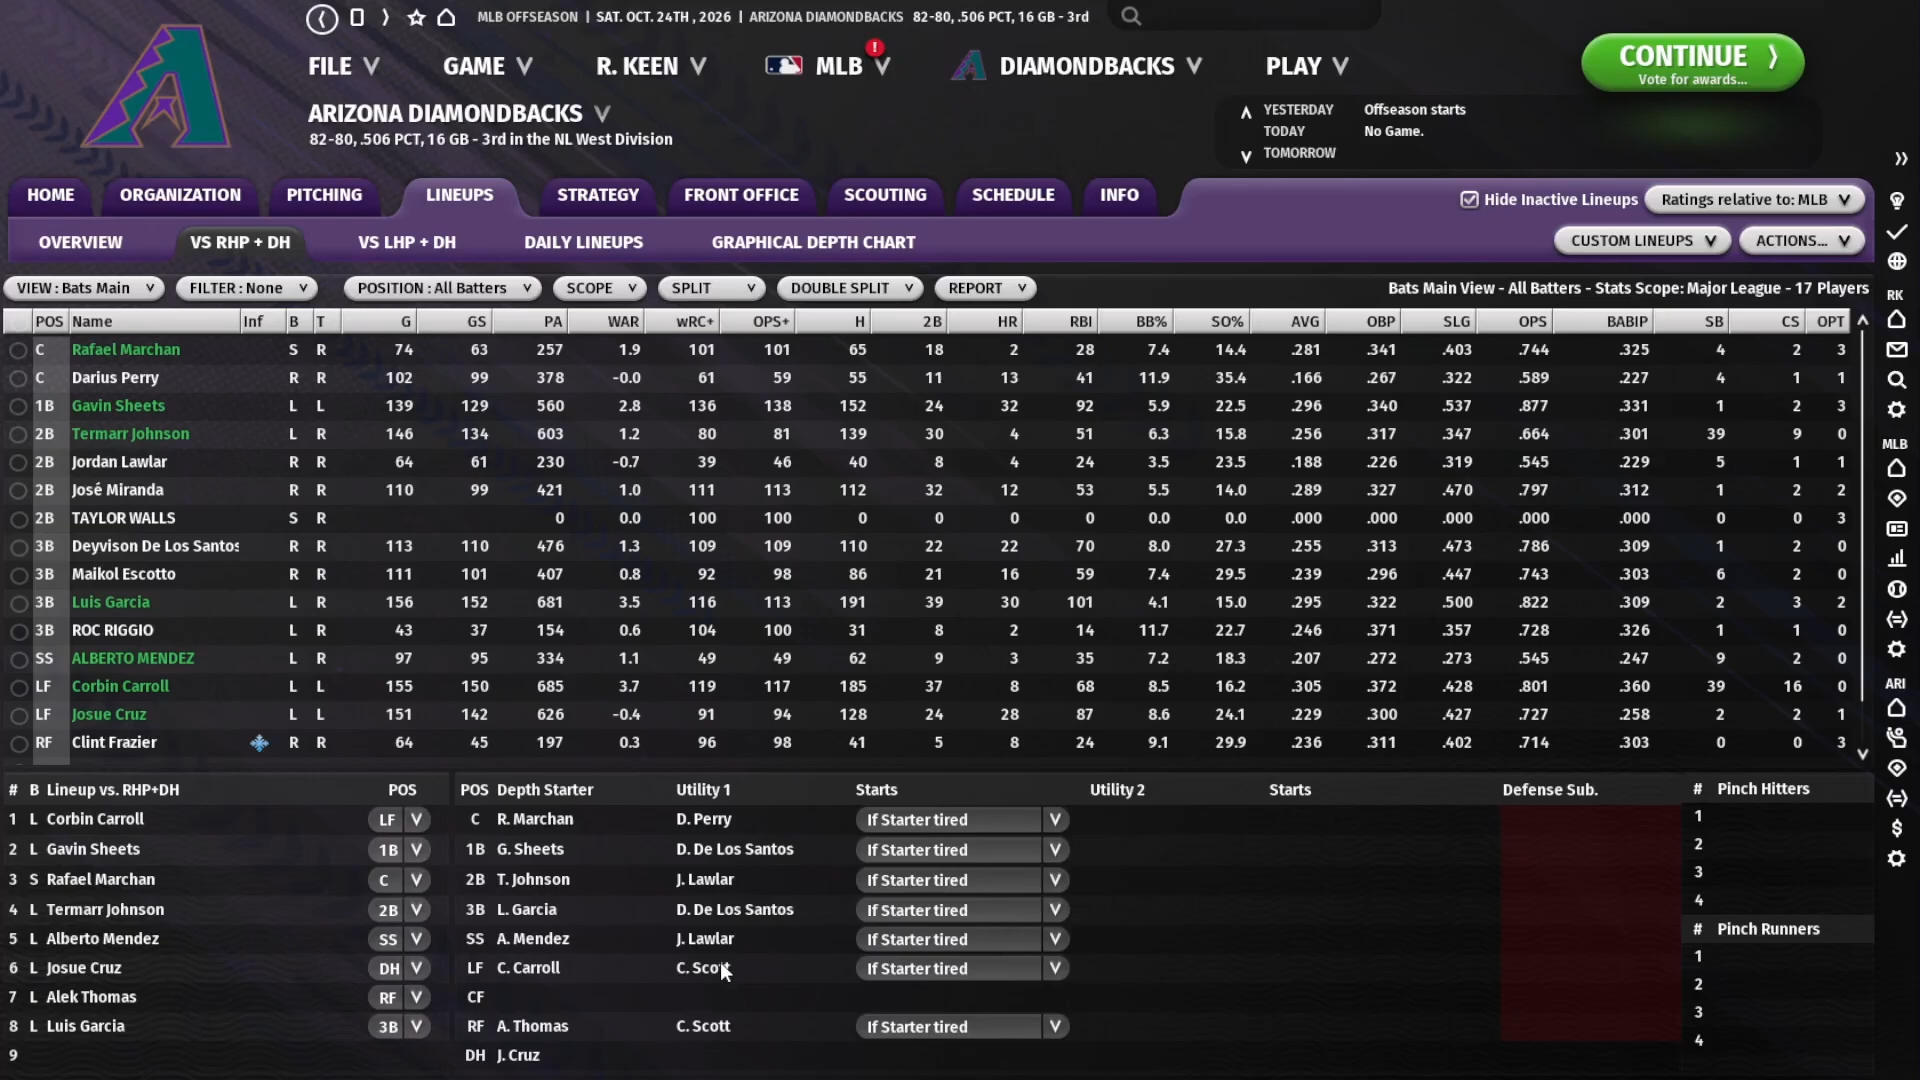 MLB OFFSEASON | SAT. OCT. 24TH , 2026 | ARIZONA DIAMONDBACKS 82-80, .506 PCT, 16 GB - 3rd
FILE GAME R. KEEN MLB ! DIAMONDBACKS PLAY
CONTINUE
Vote for awards...
ARIZONA DIAMONDBACKS
82-80, .506 PCT, 16 GB - 3rd in the NL West Division
YESTERDAY Offseason starts
TODAY No Game.
TOMORROW
HOME ORGANIZATION PITCHING LINEUPS STRATEGY FRONT OFFICE SCOUTING SCHEDULE INFO
Hide Inactive Lineups Ratings relative to: MLB
OVERVIEW VS RHP + DH VS LHP + DH DAILY LINEUPS GRAPHICAL DEPTH CHART
CUSTOM LINEUPS ACTIONS...
VIEW : Bats Main FILTER : None POSITION : All Batters SCOPE SPLIT DOUBLE SPLIT REPORT
Bats Main View - All Batters - Stats Scope: Major League - 17 Players
POS Name Inf B T G GS PA WAR wRC+ OPS+ H 2B HR RBI BB% SO% AVG OBP SLG OPS BABIP SB CS OPT
C Rafael Marchan S R 74 63 257 1.9 101 101 65 18 2 28 7.4 14.4 .281 .341 .403 .744 .325 4 2 3
C Darius Perry R R 102 99 378 -0.0 61 59 55 11 13 41 11.9 35.4 .166 .267 .322 .589 .227 4 1 1
1B Gavin Sheets L L 139 129 560 2.8 136 138 152 24 32 92 5.9 22.5 .296 .340 .537 .877 .331 1 2 3
2B Termarr Johnson L R 146 134 603 1.2 80 81 139 30 4 51 6.3 15.8 .256 .317 .347 .664 .301 39 9 0
2B Jordan Lawlar R R 64 61 230 -0.7 39 46 40 8 4 24 3.5 23.5 .188 .226 .319 .545 .229 5 1 1
2B José Miranda R R 110 99 421 1.0 111 113 112 32 12 53 5.5 14.0 .289 .327 .470 .797 .312 1 2 2
2B TAYLOR WALLS S R 0 0.0 100 100 0 0 0 0 0.0 0.0 .000 .000 .000 .000 .000 0 0 3
3B Deyvison De Los Santos R R 113 110 476 1.3 109 109 110 22 22 70 8.0 27.3 .255 .313 .473 .786 .309 1 2 0
3B Maikol Escotto R R 111 101 407 0.8 92 98 86 21 16 59 7.4 29.5 .239 .296 .447 .743 .303 6 2 0
3B Luis Garcia L R 156 152 681 3.5 116 113 191 39 30 101 4.1 15.0 .295 .322 .500 .822 .309 2 3 2
3B ROC RIGGIO L R 43 37 154 0.6 104 100 31 8 2 14 11.7 22.7 .246 .371 .357 .728 .326 1 1 0
SS ALBERTO MENDEZ L R 97 95 334 1.1 49 49 62 9 3 35 7.2 18.3 .207 .272 .273 .545 .247 9 2 0
LF Corbin Carroll L L 155 150 685 3.7 119 117 185 37 8 68 8.5 16.2 .305 .372 .428 .801 .360 39 16 0
LF Josue Cruz L L 151 142 626 -0.4 91 94 128 24 28 87 8.6 24.1 .229 .300 .427 .727 .258 2 2 1
RF Clint Frazier R R 64 45 197 0.3 96 98 41 5 8 24 9.1 29.9 .236 .311 .402 .714 .303 0 0 3
# B Lineup vs. RHP+DH POS POS Depth Starter Utility 1 Starts Utility 2 Starts Defense Sub. # Pinch Hitters
1 L Corbin Carroll LF C R. Marchan D. Perry If Starter tired 1
2 L Gavin Sheets 1B 1B G. Sheets D. De Los Santos If Starter tired 2
3 S Rafael Marchan C 2B T. Johnson J. Lawlar If Starter tired 3
4 L Termarr Johnson 2B 3B L. Garcia D. De Los Santos If Starter tired 4
# Pinch Runners
5 L Alberto Mendez SS SS A. Mendez J. Lawlar If Starter tired 1
6 L Josue Cruz DH LF C. Carroll C. Scott If Starter tired 2
7 L Alek Thomas RF CF 3
8 L Luis Garcia 3B RF A. Thomas C. Scott If Starter tired 4
9 DH J. Cruz
RK
MLB
ARI